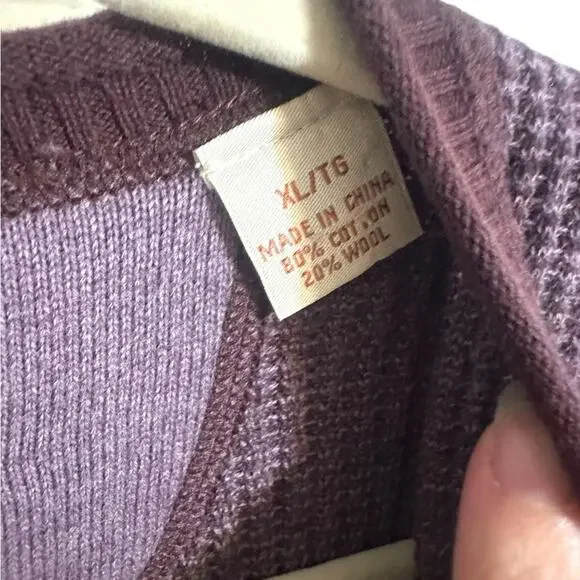 XL/TG
MADE IN CHINA
80% COTTON
20% WOOL